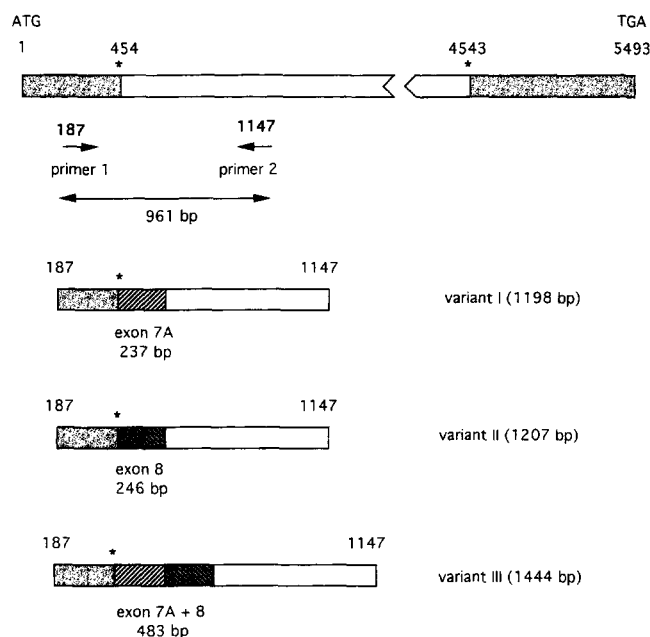 ATG TGA
1 454 4543 5493
* *
187 1147
primer 1 primer 2
961 bp
187 * 1147
variant I (1198 bp)
exon 7A
237 bp
187 * 1147
variant II (1207 bp)
exon 8
246 bp
187 * 1147
variant III (1444 bp)
exon 7A + 8
483 bp